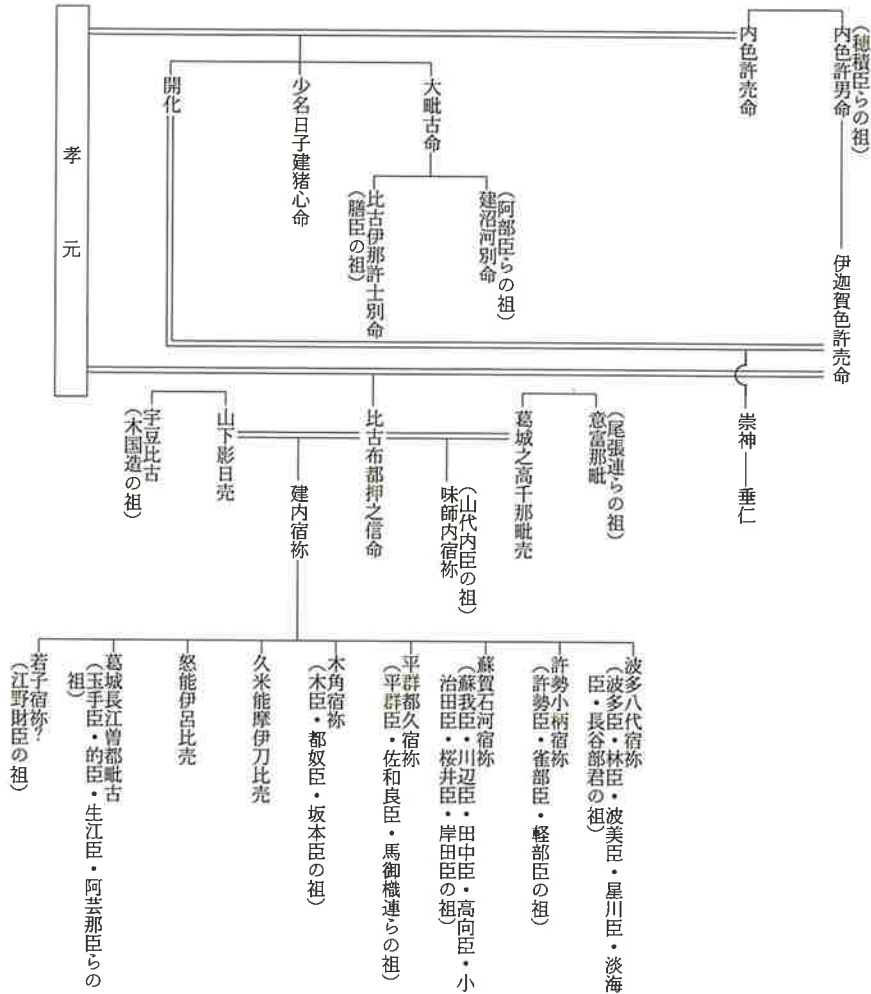 （穂積臣らの祖）
内色許男命
内色許売命
伊迦賀色許売命
孝元
大毗古命
少名日子建猪心命
開化
（阿部臣らの祖）
建沼河別命
比古伊那許士別命
（膳臣の祖）
崇神
垂仁
（尾張連らの祖）
意富那毗
葛城之高千那毗売
（山代内臣の祖）
味師内宿祢
比古布都押之信命
建内宿祢
山下影日売
宇豆比古
（木国造の祖）
波多八代宿祢
（波多臣・林臣・波美臣・星川臣・淡海
臣・長谷部君の祖）
許勢小柄宿祢
（許勢臣・雀部臣・軽部臣の祖）
蘇賀石河宿祢
（蘇我臣・川辺臣・田中臣・高向臣・小
治田臣・桜井臣・岸田臣の祖）
平群都久宿祢
（平群臣・佐和良臣・馬御樴連らの祖）
木角宿祢
（木臣・都奴臣・坂本臣の祖）
久米能摩伊刀比売
怒能伊呂比売
葛城長江曽都毗古
（玉手臣・的臣・生江臣・阿芸那臣らの
祖）
若子宿祢？
（江野財臣の祖）